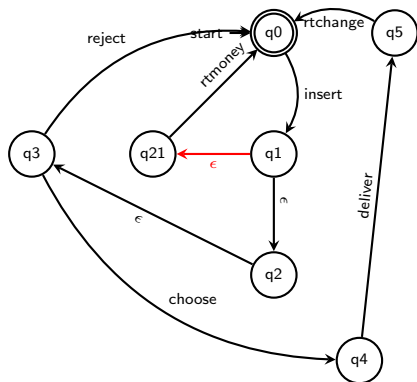 start
q0
q5
rtchange
reject
insert
rtmoney
q3
q21
q1
ϵ
ϵ
ϵ
q2
deliver
choose
q4